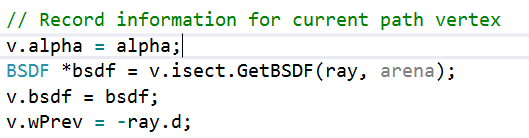 // Record information for current path vertex
v.alpha = alpha;
BSDF *bsdf = v.isect.GetBSDF(ray, arena);
v.bsdf = bsdf;
v.wPrev = -ray.d;